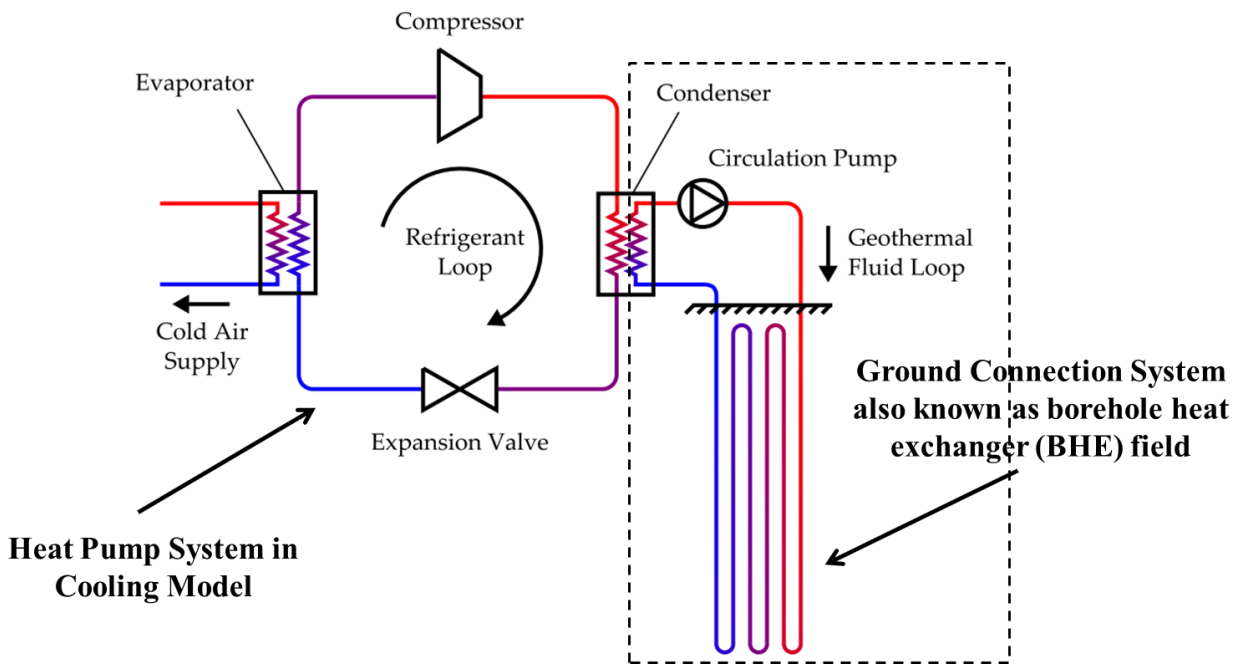 Compressor
Evaporator
Condenser
Circulation Pump
Refrigerant
Loop
Geothermal
Fluid Loop
Cold Air
Supply
Expansion Valve
Ground Connection System
also known as borehole heat
exchanger (BHE) field
Heat Pump System in
Cooling Model